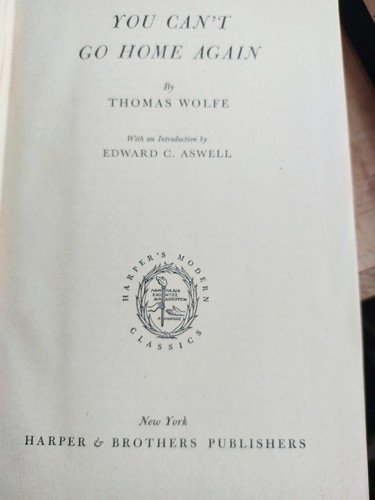 YOU CAN'T
GO HOME AGAIN
By
THOMAS WOLFE
With an Introduction by
EDWARD C. ASWELL
HARPER'S MODERN
CLASSICS
New York
HARPER & BROTHERS PUBLISHERS